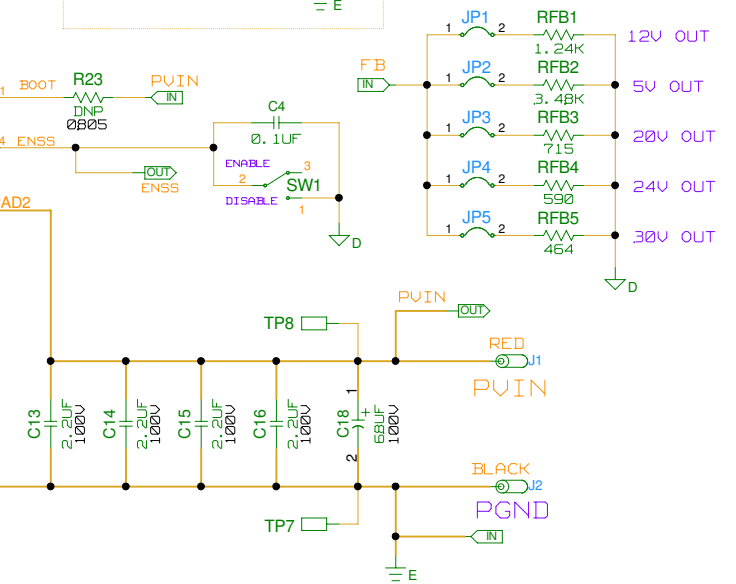 E
1 BOOT R23 PVIN
DNP IN
0805
4 ENSS
C4
0.1UF
OUT
ENSS
ENABLE
2 3
SW1
DISABLE
1
D
FB
IN
JP1 RFB1
1 2
1.24K 12V OUT
JP2 RFB2
1 2
3.48K 5V OUT
JP3 RFB3
1 2
715 20V OUT
JP4 RFB4
1 2
590 24V OUT
JP5 RFB5
1 2
464 30V OUT
D
AD2
PVIN
OUT
TP8
RED
J1
PVIN
C13 2.2UF 100V
C14 2.2UF 100V
C15 2.2UF 100V
C16 2.2UF 100V
1
C18 + 68UF 100V
2
BLACK
J2
PGND
TP7
IN
E